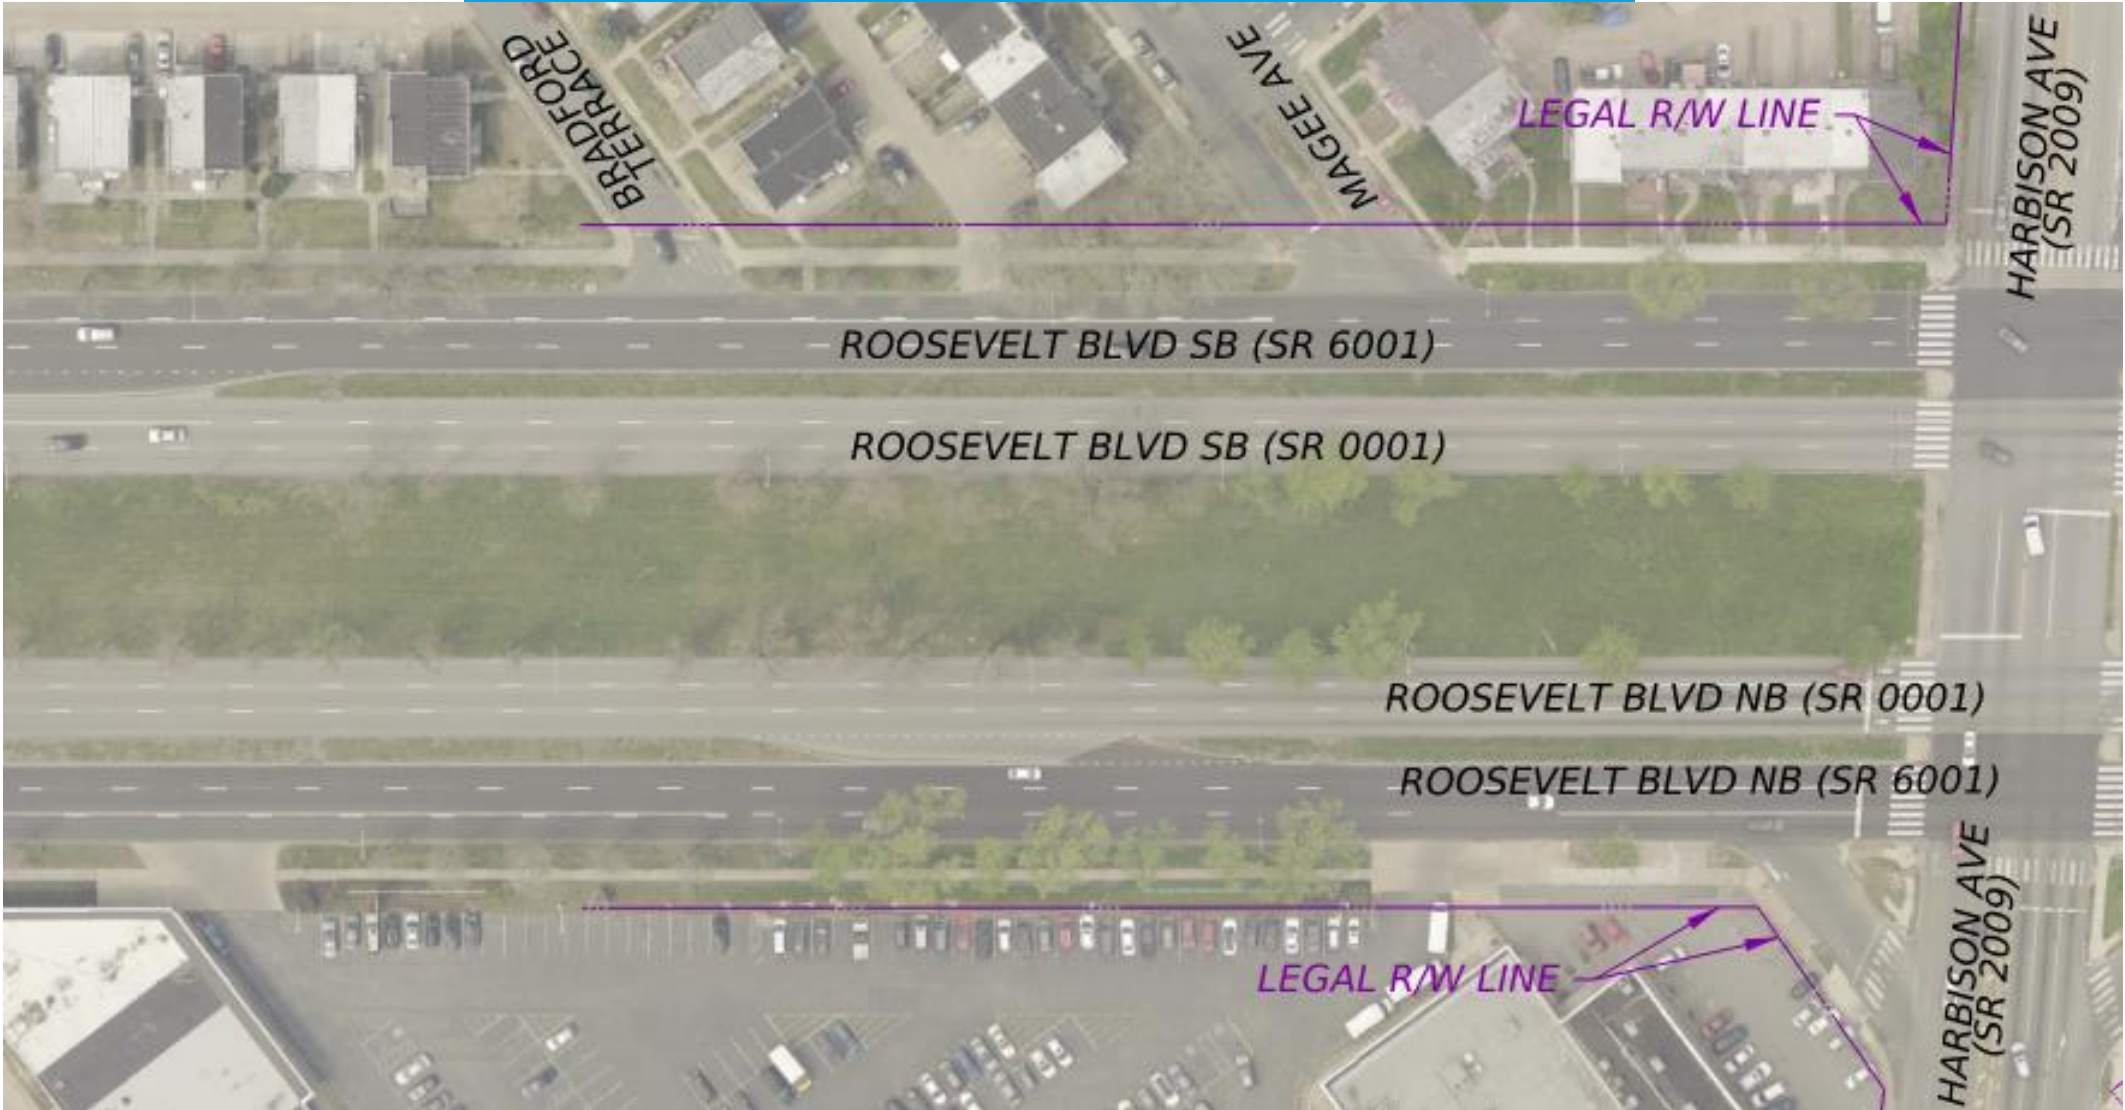 BRADFORD
TERRACE
MAGEE AVE
LEGAL R/W LINE
HARBISON AVE
(SR 2009)
ROOSEVELT BLVD SB (SR 6001)
ROOSEVELT BLVD SB (SR 0001)
ROOSEVELT BLVD NB (SR 0001)
ROOSEVELT BLVD NB (SR 6001)
LEGAL R/W LINE
HARBISON AVE
(SR 2009)